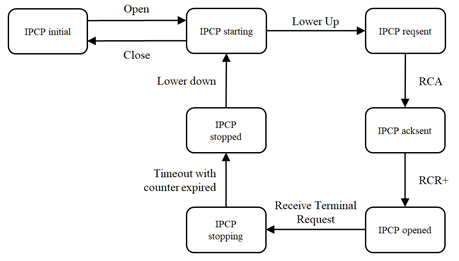 Open
Lower Up
IPCP initial
IPCP starting
IPCP reqsent
Close
Lower down
RCA
IPCP
stopped
IPCP acksent
Timeout with
counter expired
RCR+
Receive Terminal
Request
IPCP
stopping
IPCP opened